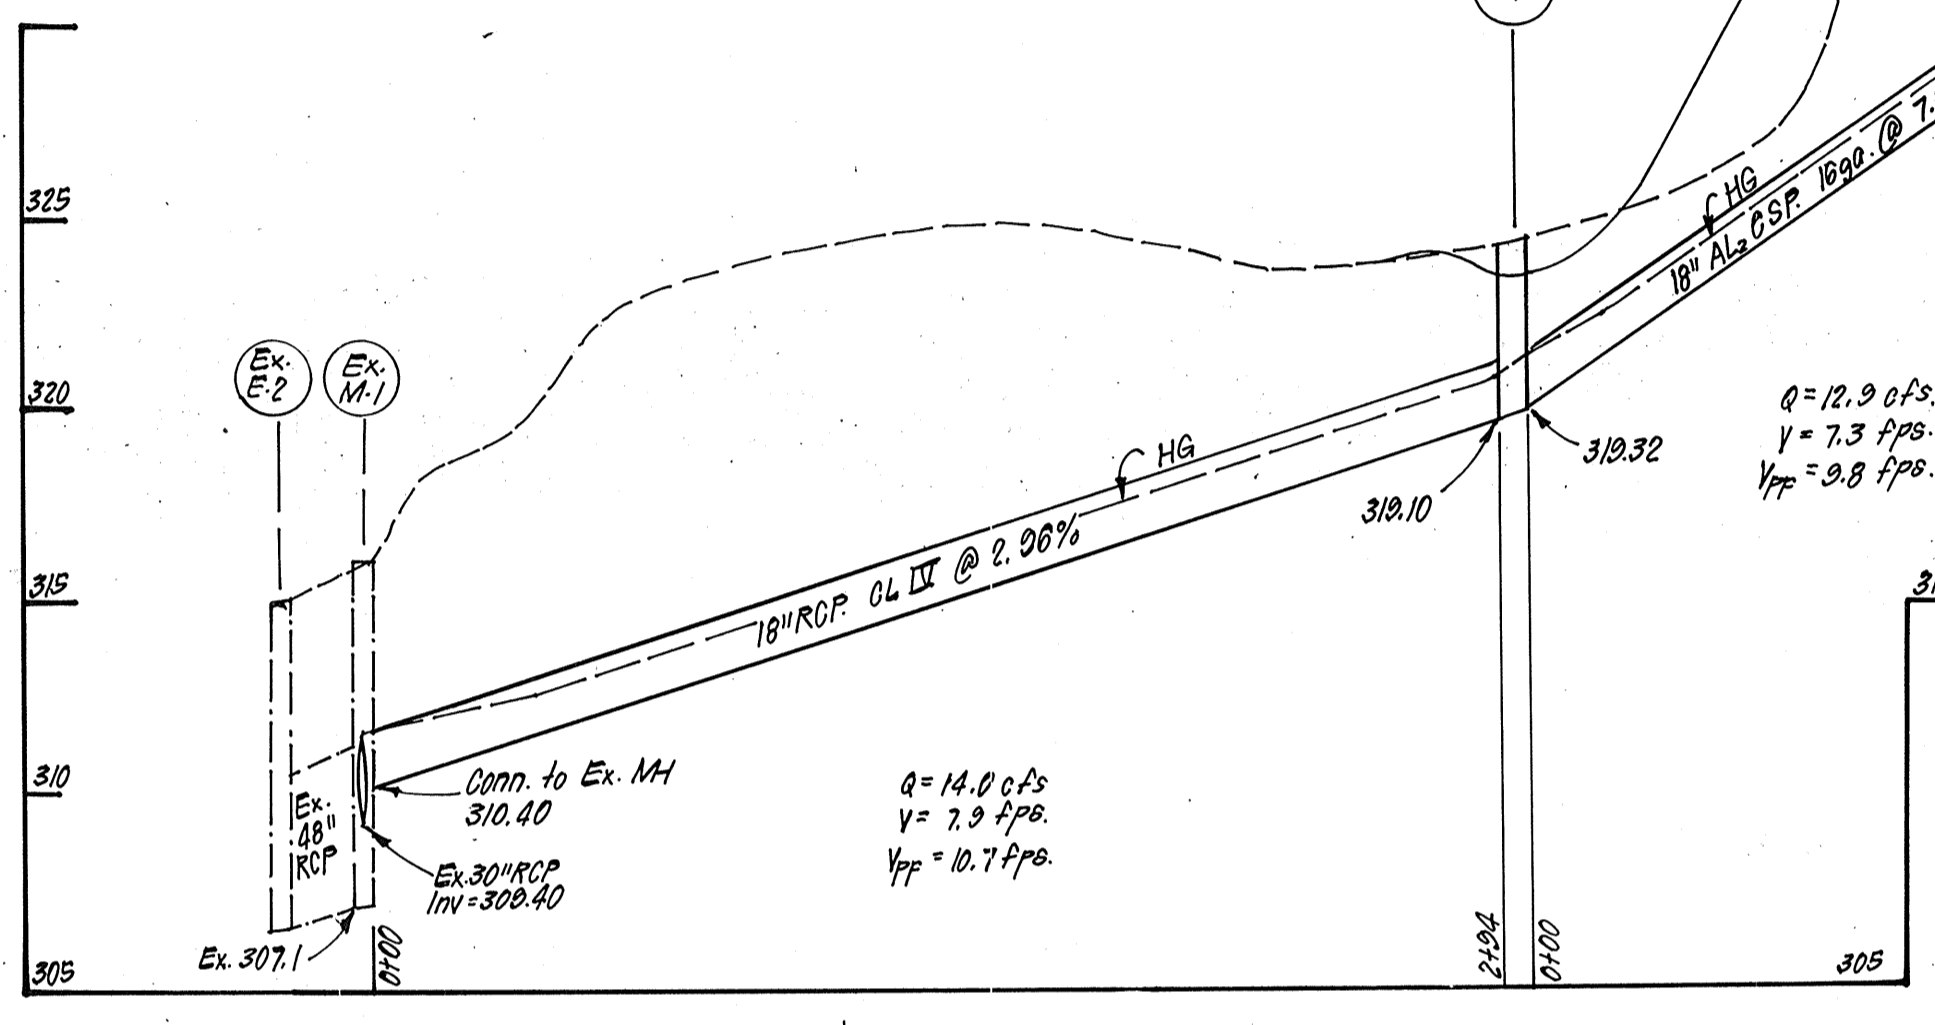 325
320
315
310
305
Ex.
E-2
Ex.
M-1
HG
18" RCP. CL IV @ 2.96%
HG
18" AL₂ CSP. 16ga. @ 7.
319.10
319.32
Q = 12.9 cfs.
V = 7.3 fps.
VPF = 9.8 fps.
Conn. to Ex. MH
310.40
Ex. 30" RCP
Inv = 309.40
Ex.
48"
RCP
Ex. 307.1
0+00
Q = 14.0 cfs
V = 7.9 fps.
VPF = 10.7 fps.
2+94
0+00
305